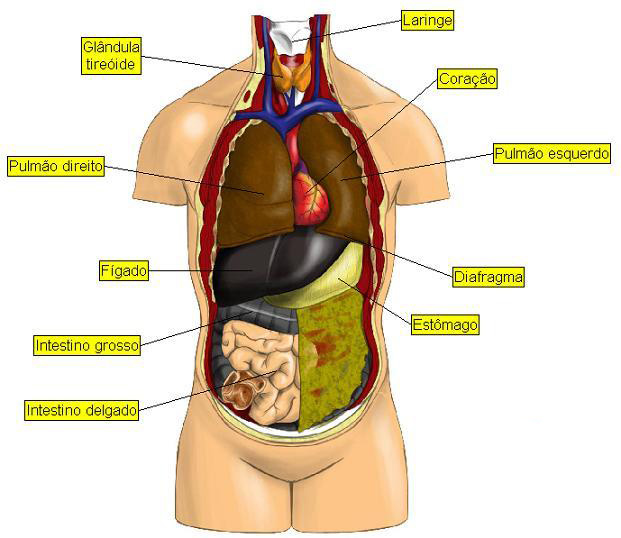 Laringe
Glândula
tireóide
Coração
Pulmão direito
Pulmão esquerdo
Fígado
Diafragma
Estômago
Intestino grosso
Intestino delgado